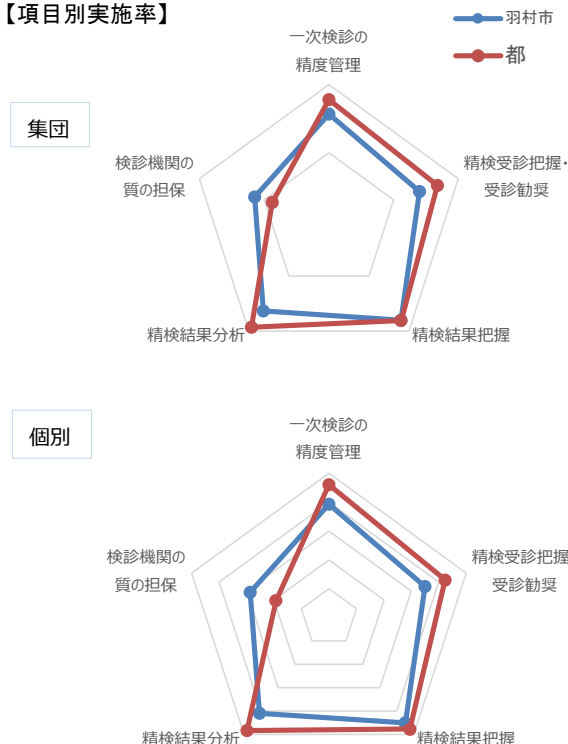 【項目別実施率】
羽村市
都
集団
一次検診の
精度管理
精検受診把握・
受診勧奨
精検結果把握
精検結果分析
検診機関の
質の担保
個別
一次検診の
精度管理
精検受診把握
受診勧奨
精検結果把握
精検結果分析
検診機関の
質の担保